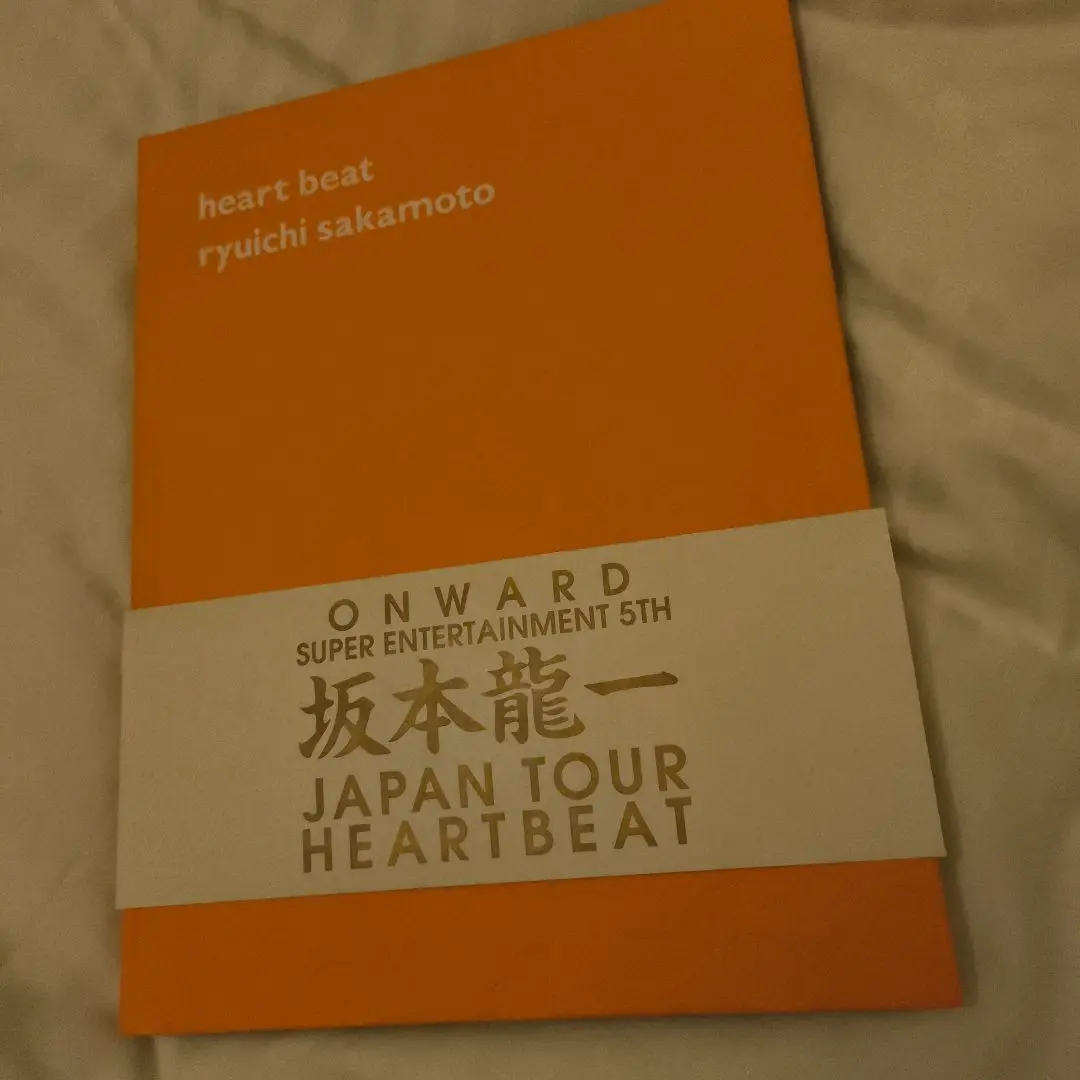 heart beat
ryuichi sakamoto
ONWARD
SUPER ENTERTAINMENT 5TH
坂本龍一
JAPAN TOUR
HEARTBEAT